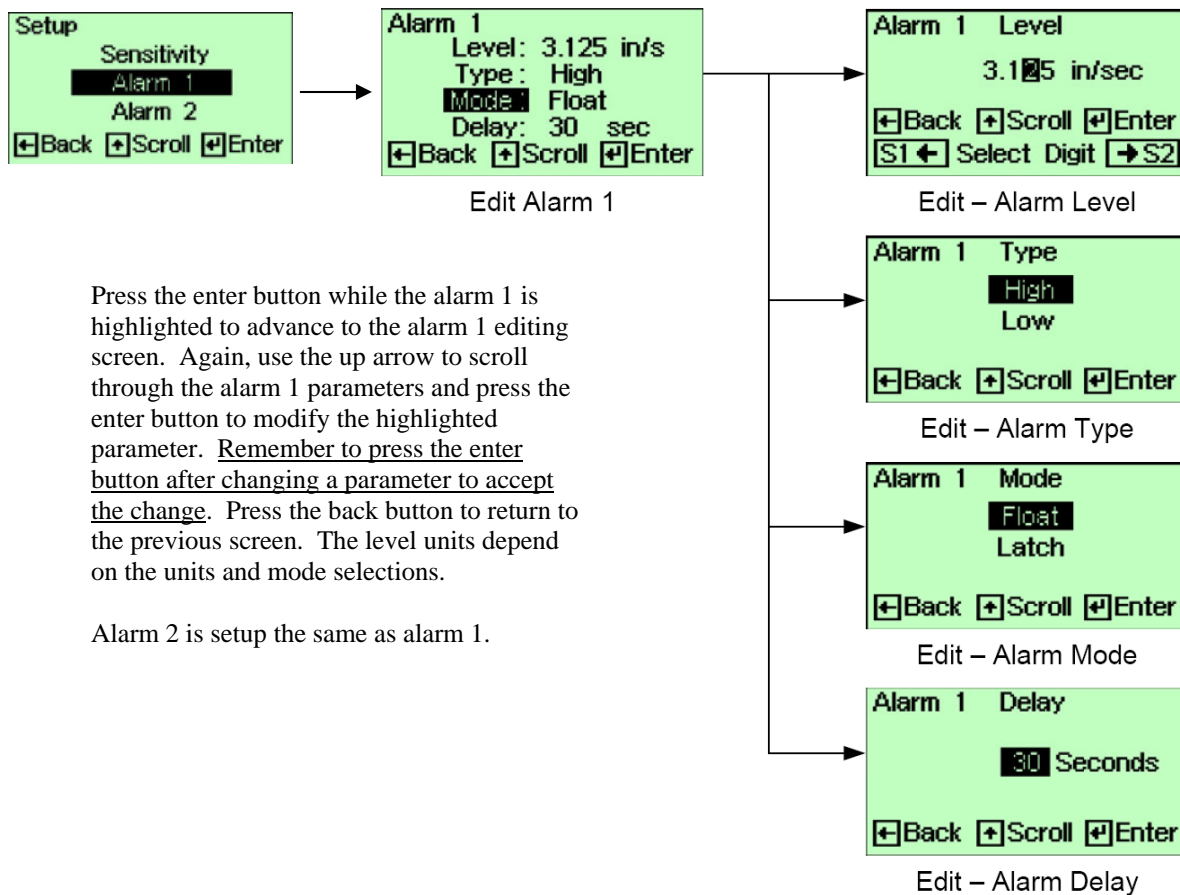 Setup
Sensitivity
Alarm 1
Alarm 2
Back Scroll Enter
Alarm 1
Level: 3.125 in/s
Type: High
Mode: Float
Delay: 30 sec
Back Scroll Enter
Edit Alarm 1
Alarm 1 Level
3.125 in/sec
Back Scroll Enter
S1 ← Select Digit → S2
Edit – Alarm Level
Alarm 1 Type
High
Low
Back Scroll Enter
Edit – Alarm Type
Alarm 1 Mode
Float
Latch
Back Scroll Enter
Edit – Alarm Mode
Alarm 1 Delay
30 Seconds
Back Scroll Enter
Edit – Alarm Delay
Press the enter button while the alarm 1 is
highlighted to advance to the alarm 1 editing
screen. Again, use the up arrow to scroll
through the alarm 1 parameters and press the
enter button to modify the highlighted
parameter. Remember to press the enter
button after changing a parameter to accept
the change. Press the back button to return to
the previous screen. The level units depend
on the units and mode selections.
Alarm 2 is setup the same as alarm 1.